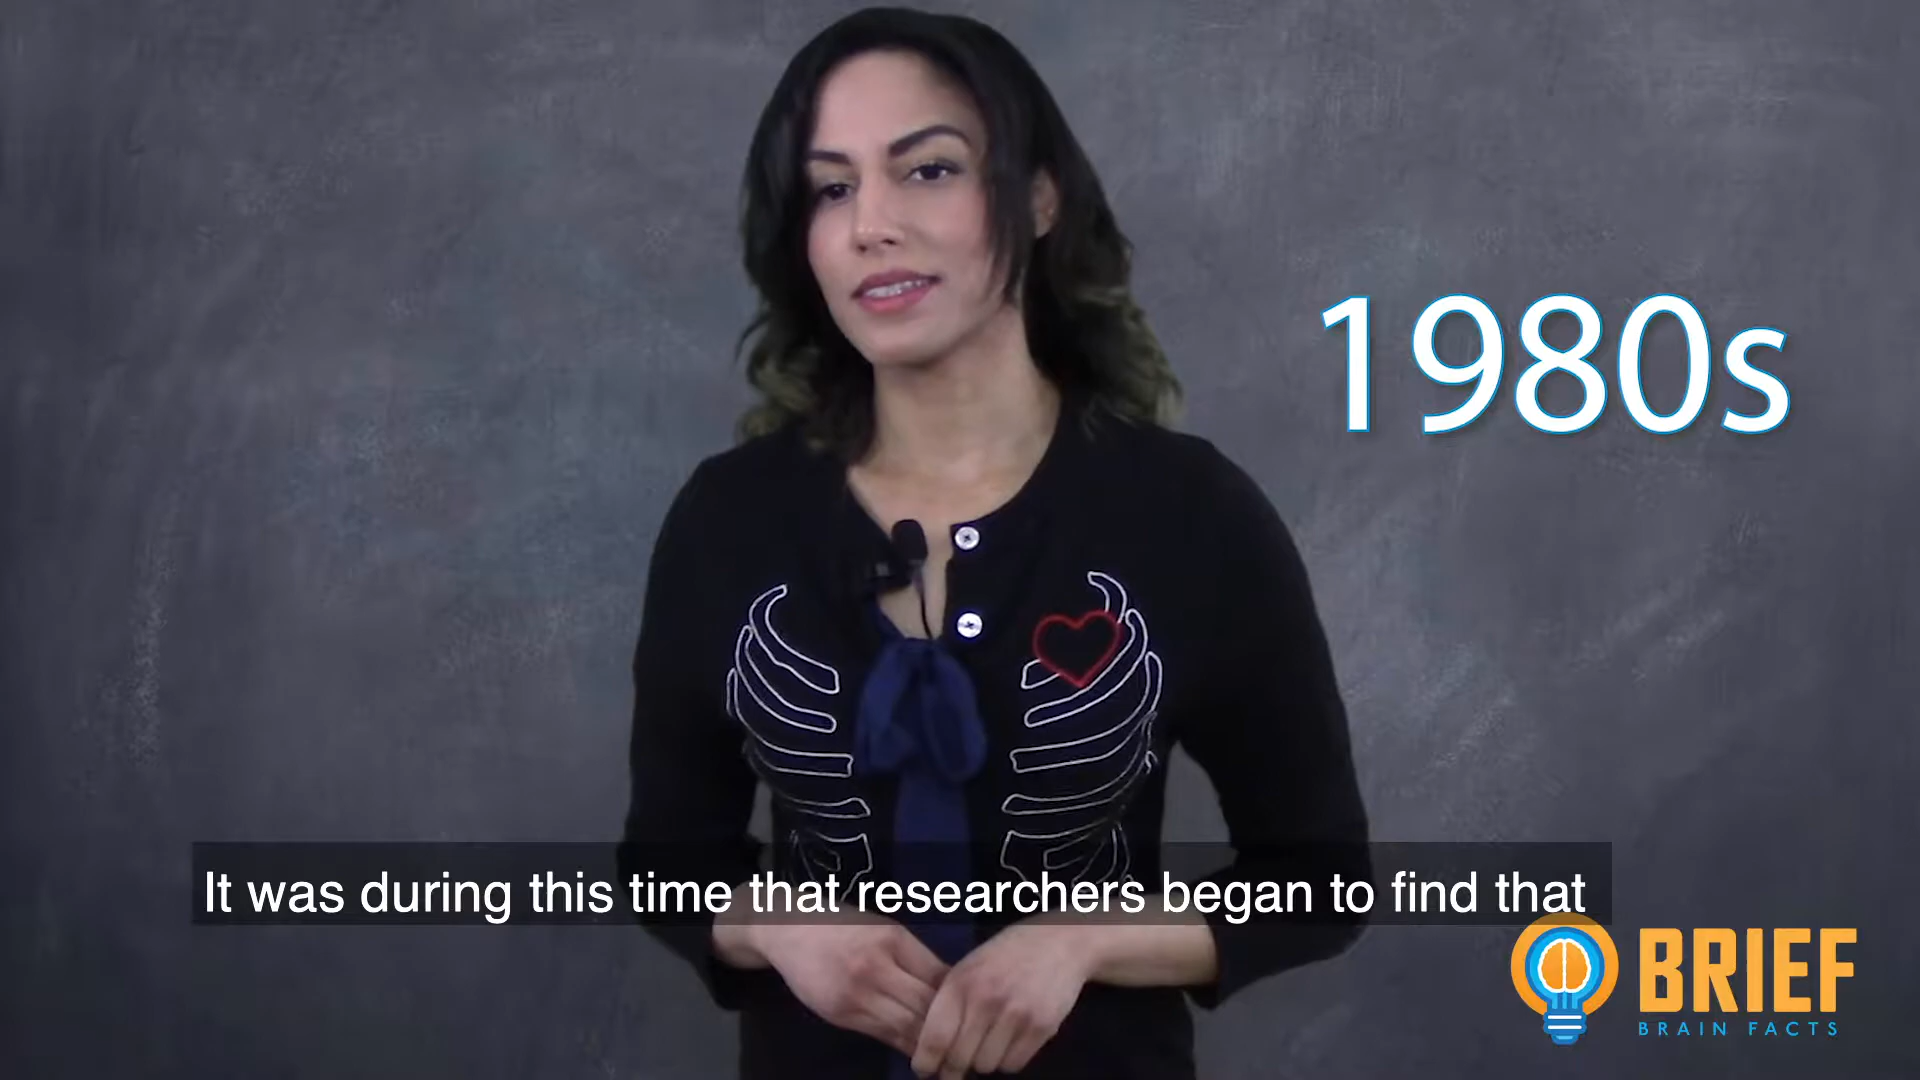 1980s
It was during this time that researchers began to find that
BRIEF
BRAIN FACTS